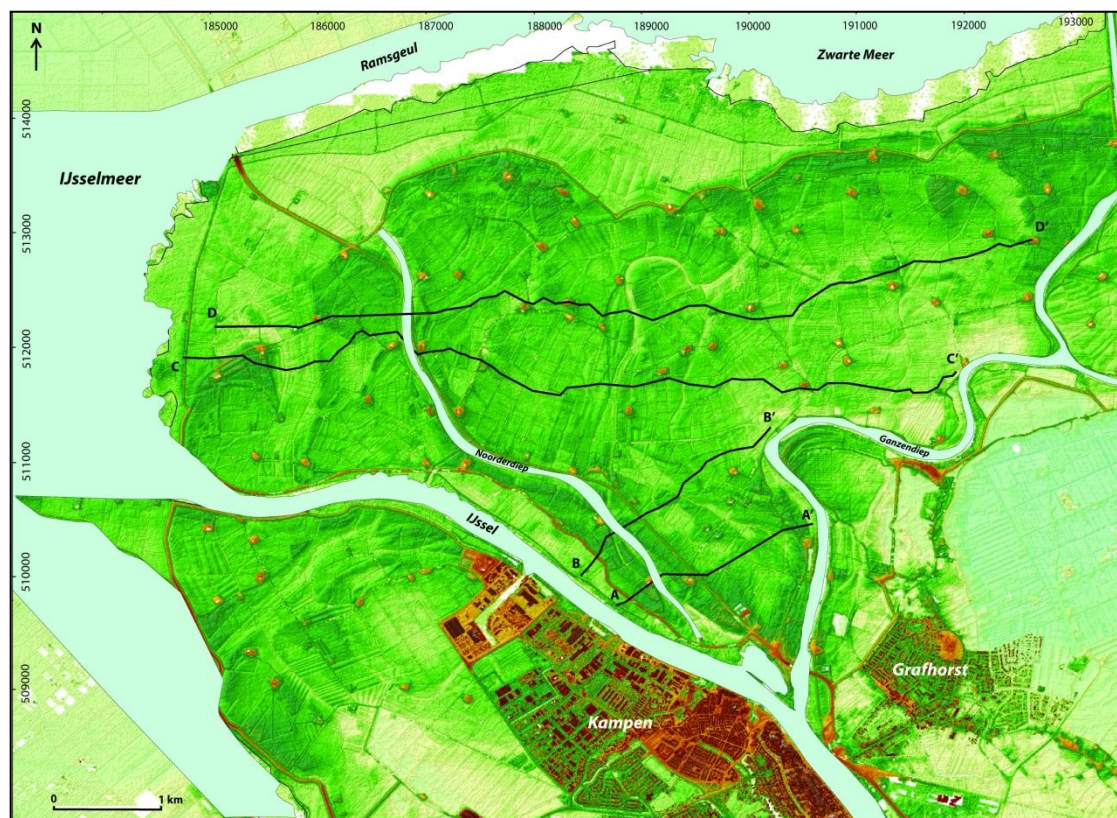 185000 186000 187000 188000 189000 190000 191000 192000 193000
N
Ramsgeul
Zwarte Meer
514000
IJsselmeer
513000
D'
D
512000
C
C'
B'
Ganzendiep
511000
Noorderdiep
IJssel
A'
B
A
510000
509000
Grafhorst
Kampen
0 1 km